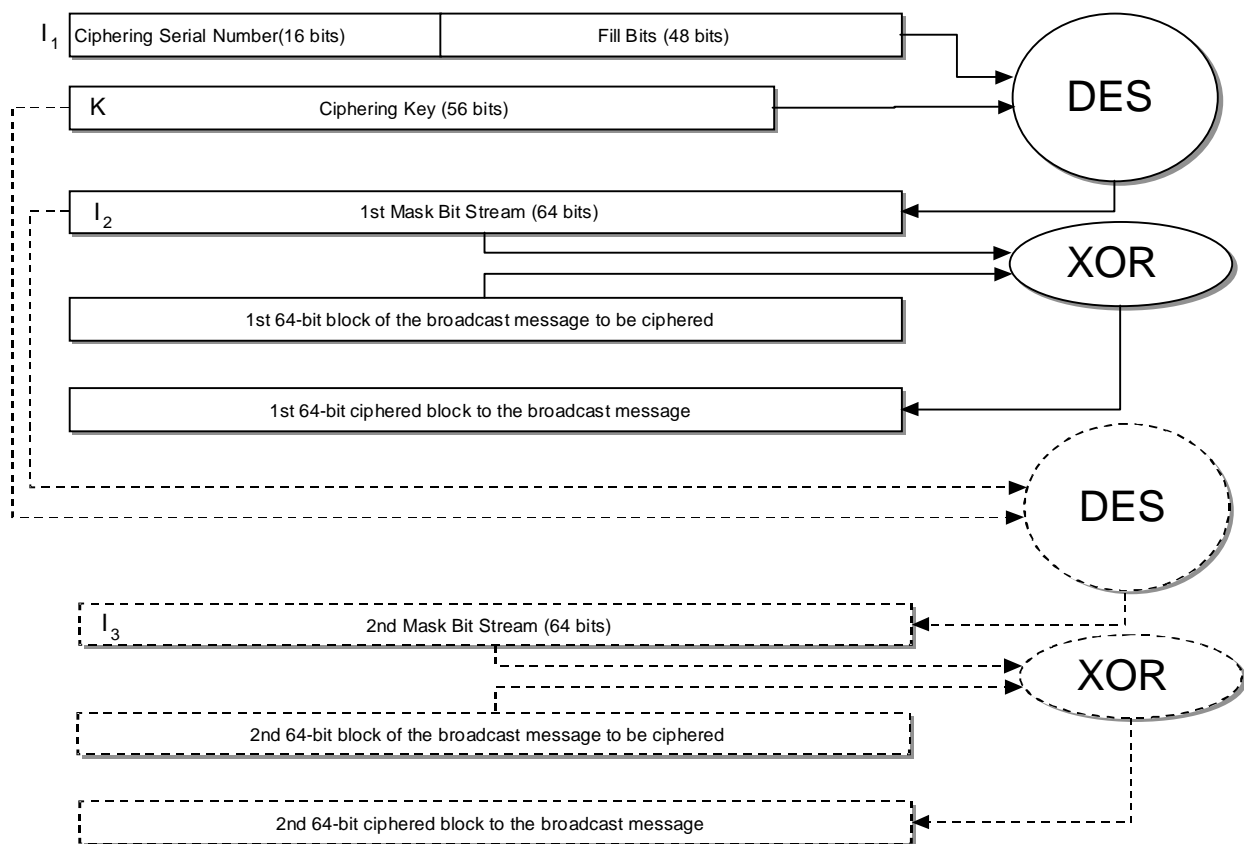 I1 Ciphering Serial Number(16 bits) Fill Bits (48 bits)
DES
K Ciphering Key (56 bits)
I2 1st Mask Bit Stream (64 bits)
XOR
1st 64-bit block of the broadcast message to be ciphered
1st 64-bit ciphered block to the broadcast message
DES
I3 2nd Mask Bit Stream (64 bits)
XOR
2nd 64-bit block of the broadcast message to be ciphered
2nd 64-bit ciphered block to the broadcast message